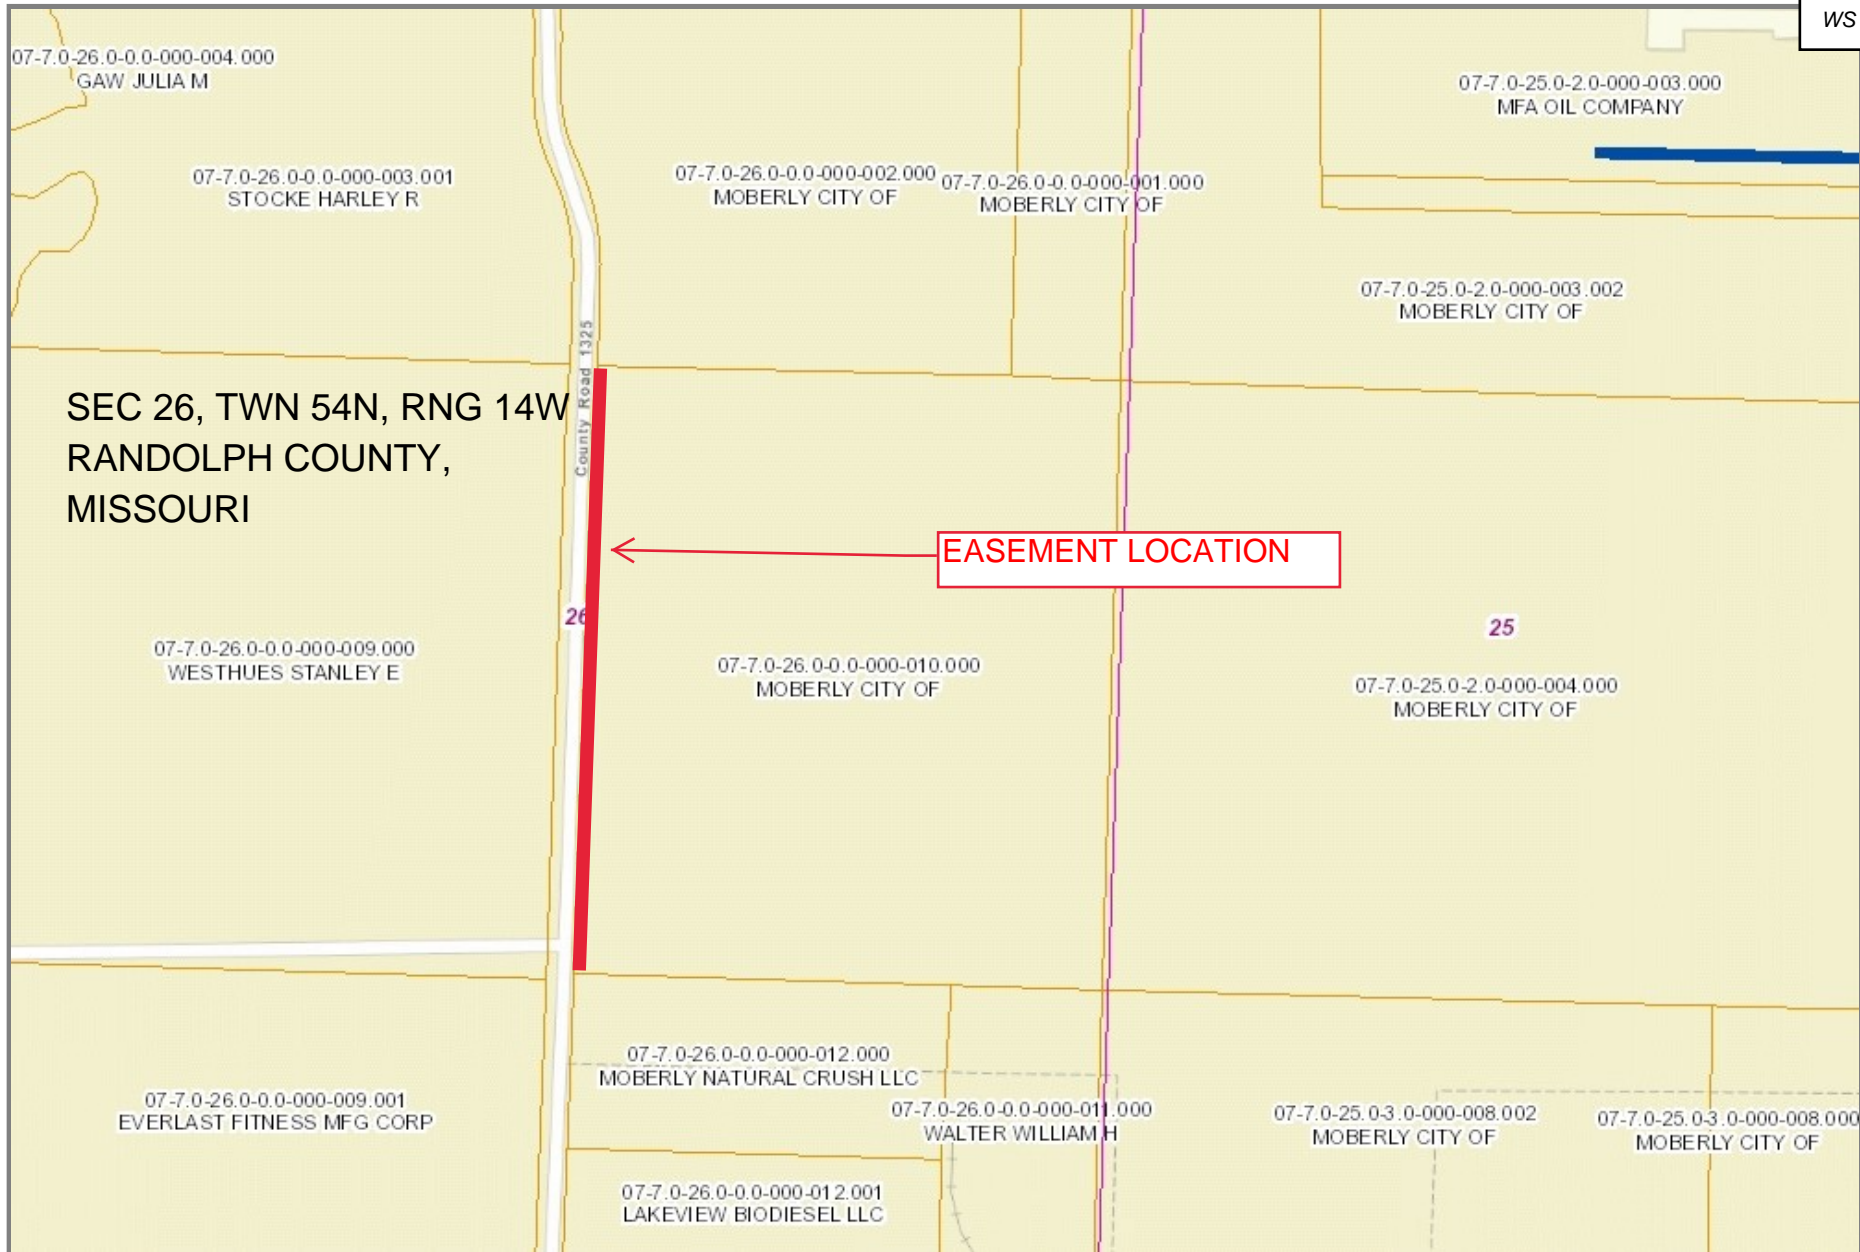 WS
07-7.0-26.0-0.0-000-004.000
GAW JULIA M
07-7.0-25.0-2.0-000-003.000
MFA OIL COMPANY
07-7.0-26.0-0.0-000-003.001
STOCKE HARLEY R
07-7.0-26.0-0.0-000-002.000
MOBERLY CITY OF
07-7.0-26.0-0.0-000-001.000
MOBERLY CITY OF
07-7.0-25.0-2.0-000-003.002
MOBERLY CITY OF
County Road 1325
SEC 26, TWN 54N, RNG 14W
RANDOLPH COUNTY,
MISSOURI
EASEMENT LOCATION
26
25
07-7.0-26.0-0.0-000-009.000
WESTHUES STANLEY E
07-7.0-26.0-0.0-000-010.000
MOBERLY CITY OF
07-7.0-25.0-2.0-000-004.000
MOBERLY CITY OF
07-7.0-26.0-0.0-000-012.000
MOBERLY NATURAL CRUSH LLC
07-7.0-26.0-0.0-000-009.001
EVERLAST FITNESS MFG CORP
07-7.0-26.0-0.0-000-011.000
WALTER WILLIAM H
07-7.0-25.0-3.0-000-008.002
MOBERLY CITY OF
07-7.0-25.0-3.0-000-008.000
MOBERLY CITY OF
07-7.0-26.0-0.0-000-012.001
LAKEVIEW BIODIESEL LLC